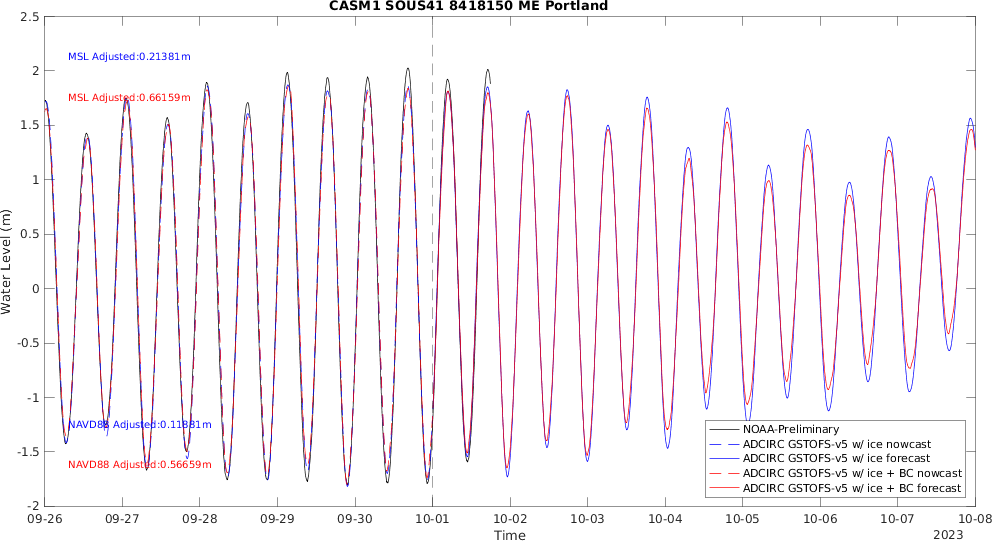 CASM1 SOUS41 8418150 ME Portland
2.5
2
1.5
1
0.5
0
-0.5
-1
-1.5
-2
Water Level (m)
MSL Adjusted:0.21381m
MSL Adjusted:0.66159m
NAVD88 Adjusted:0.11881m
NAVD88 Adjusted:0.56659m
NOAA-Preliminary
ADCIRC GSTOFS-v5 w/ ice nowcast
ADCIRC GSTOFS-v5 w/ ice forecast
ADCIRC GSTOFS-v5 w/ ice + BC nowcast
ADCIRC GSTOFS-v5 w/ ice + BC forecast
09-26 09-27 09-28 09-29 09-30 10-01 10-02 10-03 10-04 10-05 10-06 10-07 10-08
Time
2023